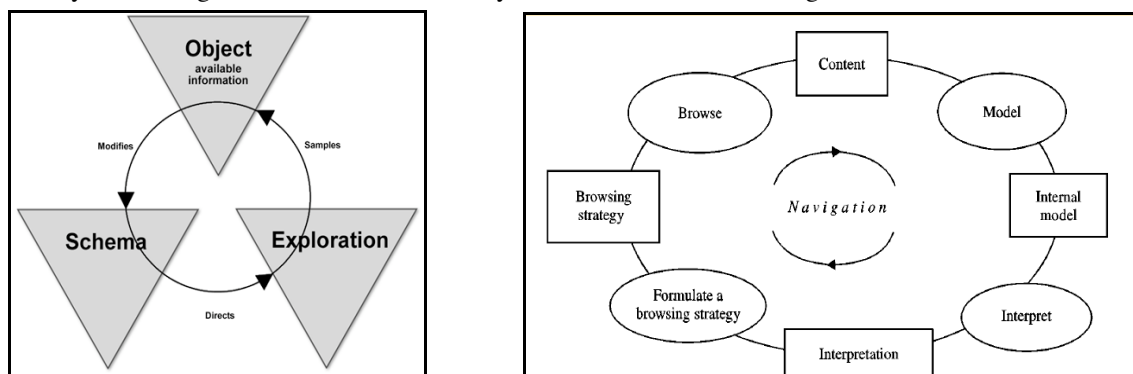 Object
available
information
Modifies
Samples
Schema
Exploration
Directs
Content
Browse
Model
Browsing
strategy
Navigation
Internal
model
Formulate a
browsing strategy
Interpret
Interpretation